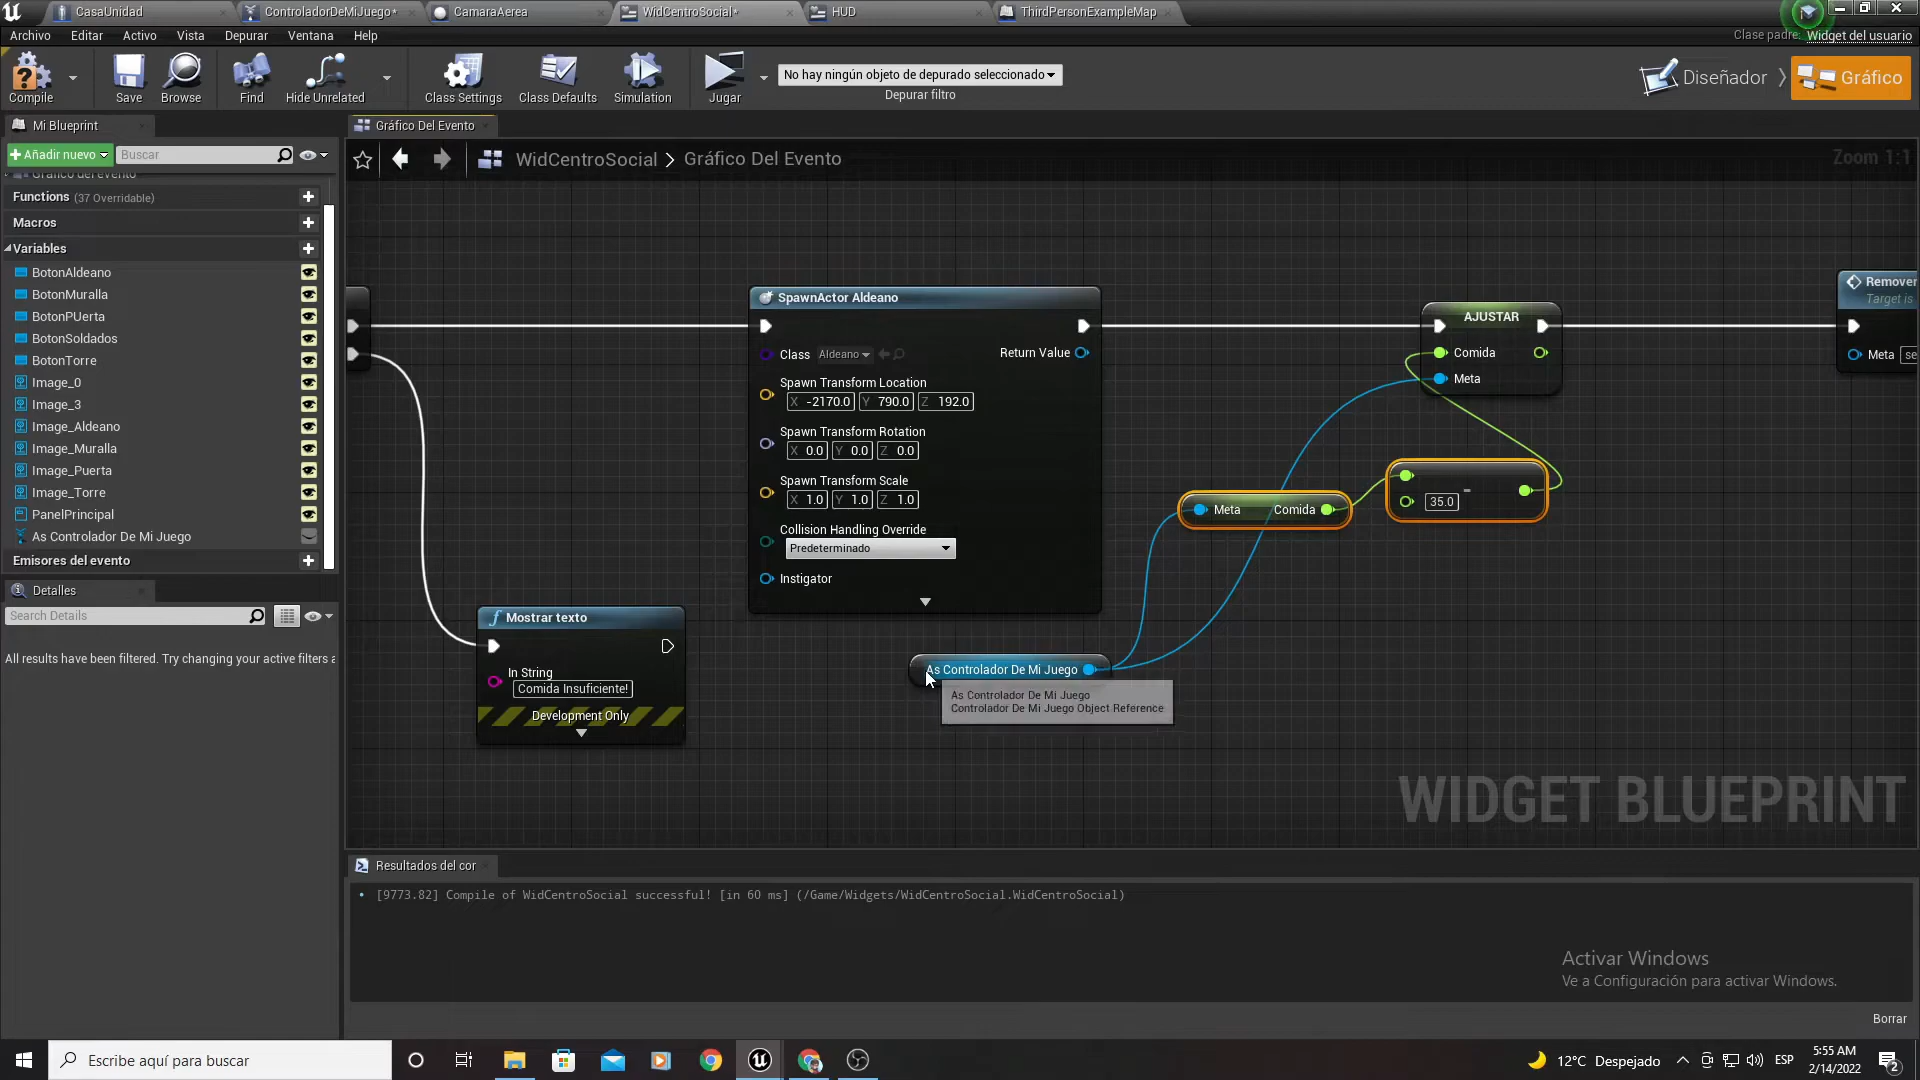 CasaUnidad
ControladorDeMiJuego*
CamaraAerea
WidCentroSocial*
HUD
ThirdPersonExampleMap
Archivo
Editar
Activo
Vista
Depurar
Ventana
Help
Clase padre: Widget del usuario
Compile
Save
Browse
Find
Hide Unrelated
Class Settings
Class Defaults
Simulation
Jugar
No hay ningún objeto de depurado seleccionado
Depurar filtro
Diseñador
Gráfico
Mi Blueprint
Gráfico Del Evento
Añadir nuevo
Buscar
WidCentroSocial > Gráfico Del Evento
Zoom 1:1
Gráfico del evento
Functions (37 Overridable)
Macros
Variables
BotonAldeano
BotonMuralla
BotonPUerta
BotonSoldados
BotonTorre
Image_0
Image_3
Image_Aldeano
Image_Muralla
Image_Puerta
Image_Torre
PanelPrincipal
As Controlador De Mi Juego
Emisores del evento
Detalles
Search Details
All results have been filtered. Try changing your active filters a
SpawnActor Aldeano
Class Aldeano
Return Value
Spawn Transform Location
X -2170.0 Y 790.0 Z 192.0
Spawn Transform Rotation
X 0.0 Y 0.0 Z 0.0
Spawn Transform Scale
X 1.0 Y 1.0 Z 1.0
Collision Handling Override
Predeterminado
Instigator
Mostrar texto
In String
Comida Insuficiente!
Development Only
As Controlador De Mi Juego
As Controlador De Mi Juego
Controlador De Mi Juego Object Reference
Meta Comida
35.0
-
AJUSTAR
Comida
Meta
Remover
Target is
Meta se
WIDGET BLUEPRINT
Resultados del cor
• [9773.82] Compile of WidCentroSocial successful! [in 60 ms] (/Game/Widgets/WidCentroSocial.WidCentroSocial)
Activar Windows
Ve a Configuración para activar Windows.
Borrar
Escribe aquí para buscar
12°C Despejado
ESP
5:55 AM
2/14/2022
2